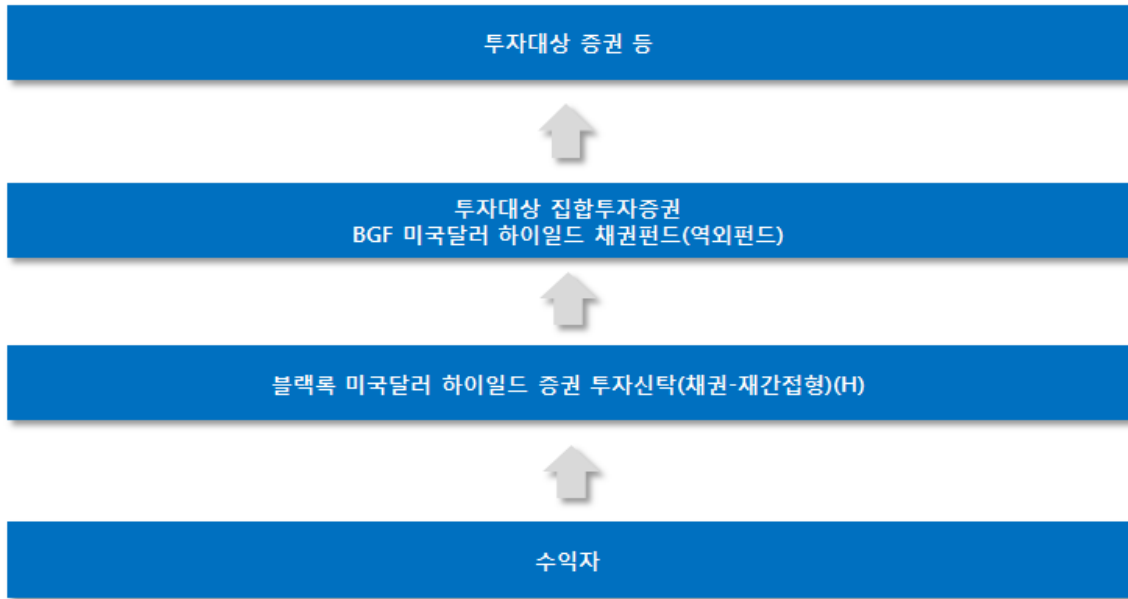 투자대상 증권 등
투자대상 집합투자증권
BGF 미국달러 하이일드 채권펀드(역외펀드)
블랙록 미국달러 하이일드 증권 투자신탁(채권-재간접형)(H)
수익자